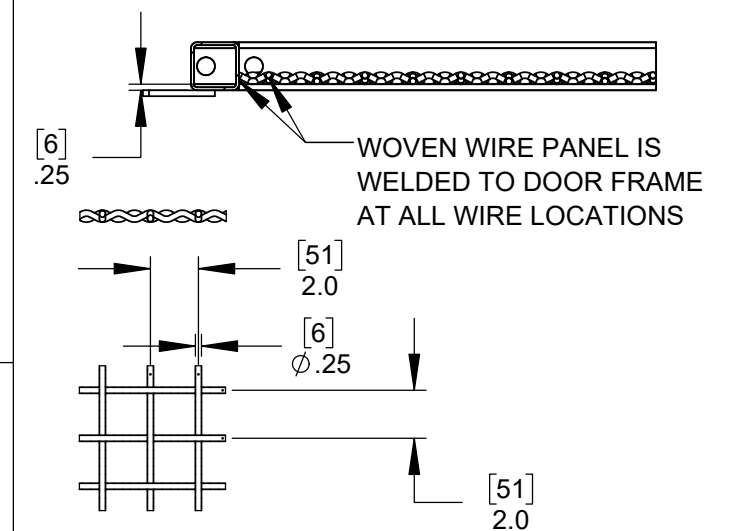 [6]
.25
WOVEN WIRE PANEL IS
WELDED TO DOOR FRAME
AT ALL WIRE LOCATIONS
[51]
2.0
[6]
∅.25
[51]
2.0